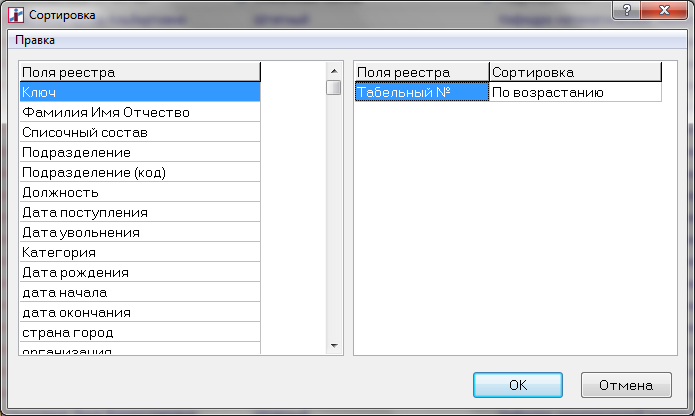 Сортировка
Правка
Поля реестра
Ключ
Фамилия Имя Отчество
Списочный состав
Подразделение
Подразделение (код)
Должность
Дата поступления
Дата увольнения
Категория
Дата рождения
дата начала
дата окончания
страна город
организация
Поля реестра Сортировка
Табельный № По возрастанию
OK Отмена